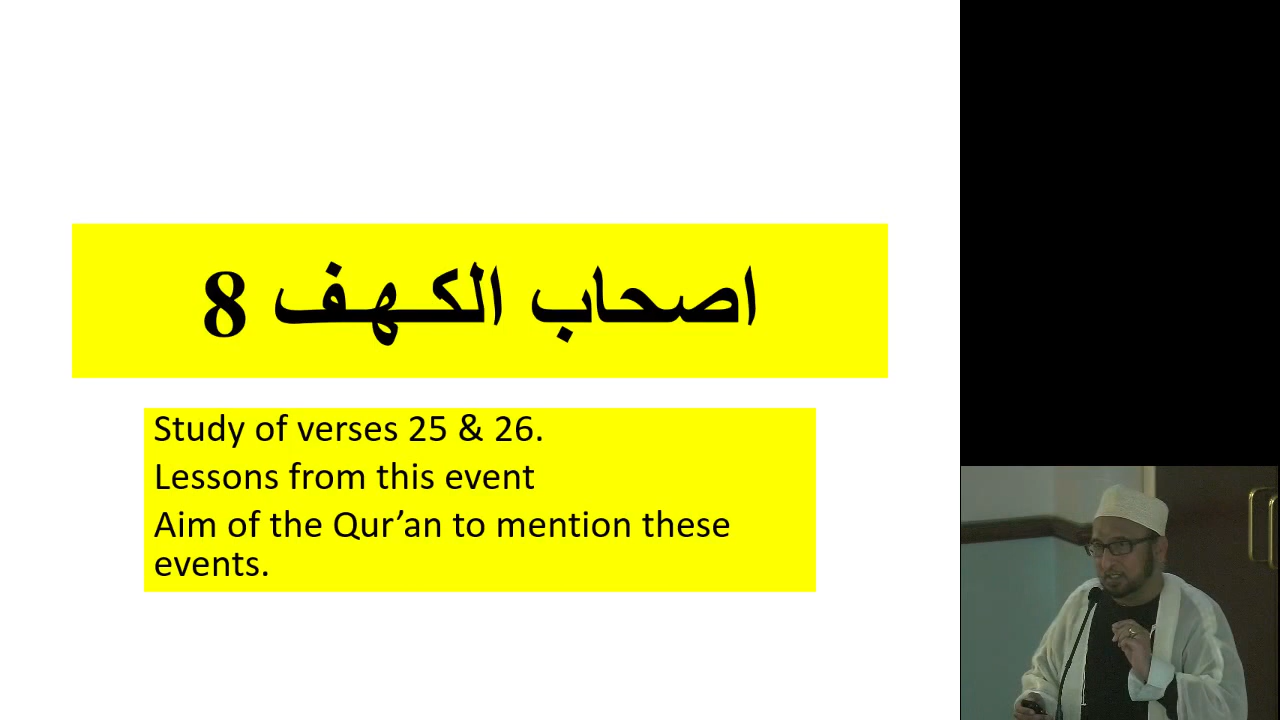 اصحاب الكهف 8
Study of verses 25 & 26.
Lessons from this event
Aim of the Qur’an to mention these
events.